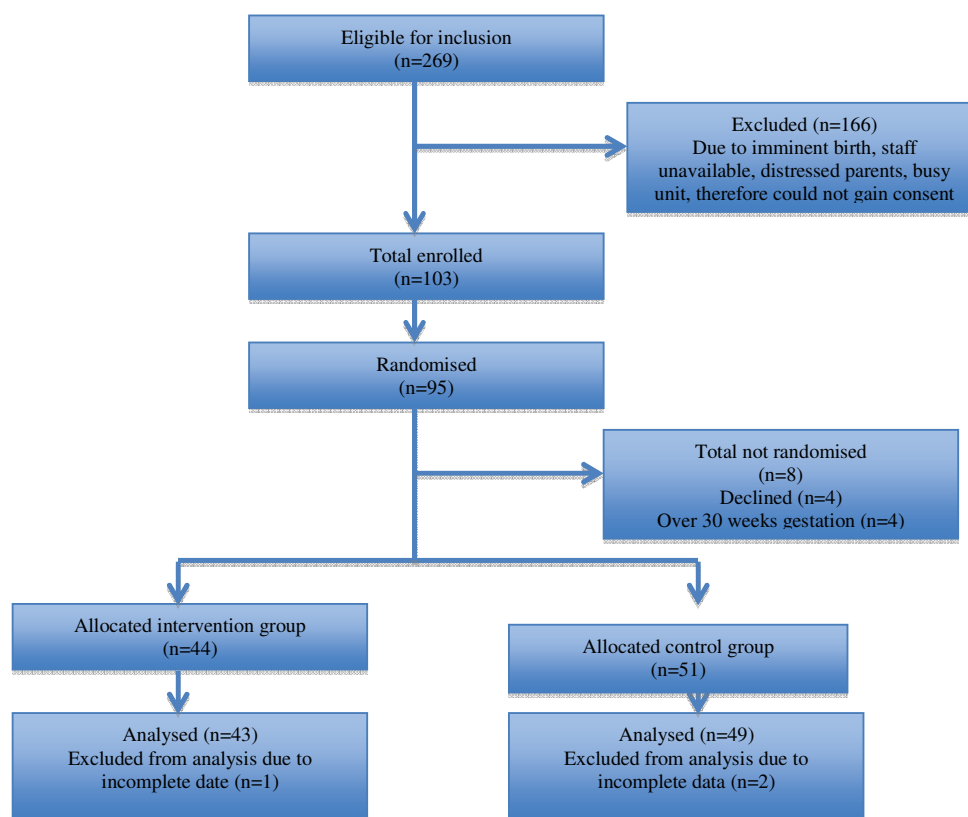 Eligible for inclusion
(n=269)
Excluded (n=166)
Due to imminent birth, staff
unavailable, distressed parents, busy
unit, therefore could not gain consent
Total enrolled
(n=103)
Randomised
(n=95)
Total not randomised
(n=8)
Declined (n=4)
Over 30 weeks gestation (n=4)
Allocated intervention group
(n=44)
Allocated control group
(n=51)
Analysed (n=43)
Excluded from analysis due to
incomplete date (n=1)
Analysed (n=49)
Excluded from analysis due to
incomplete data (n=2)